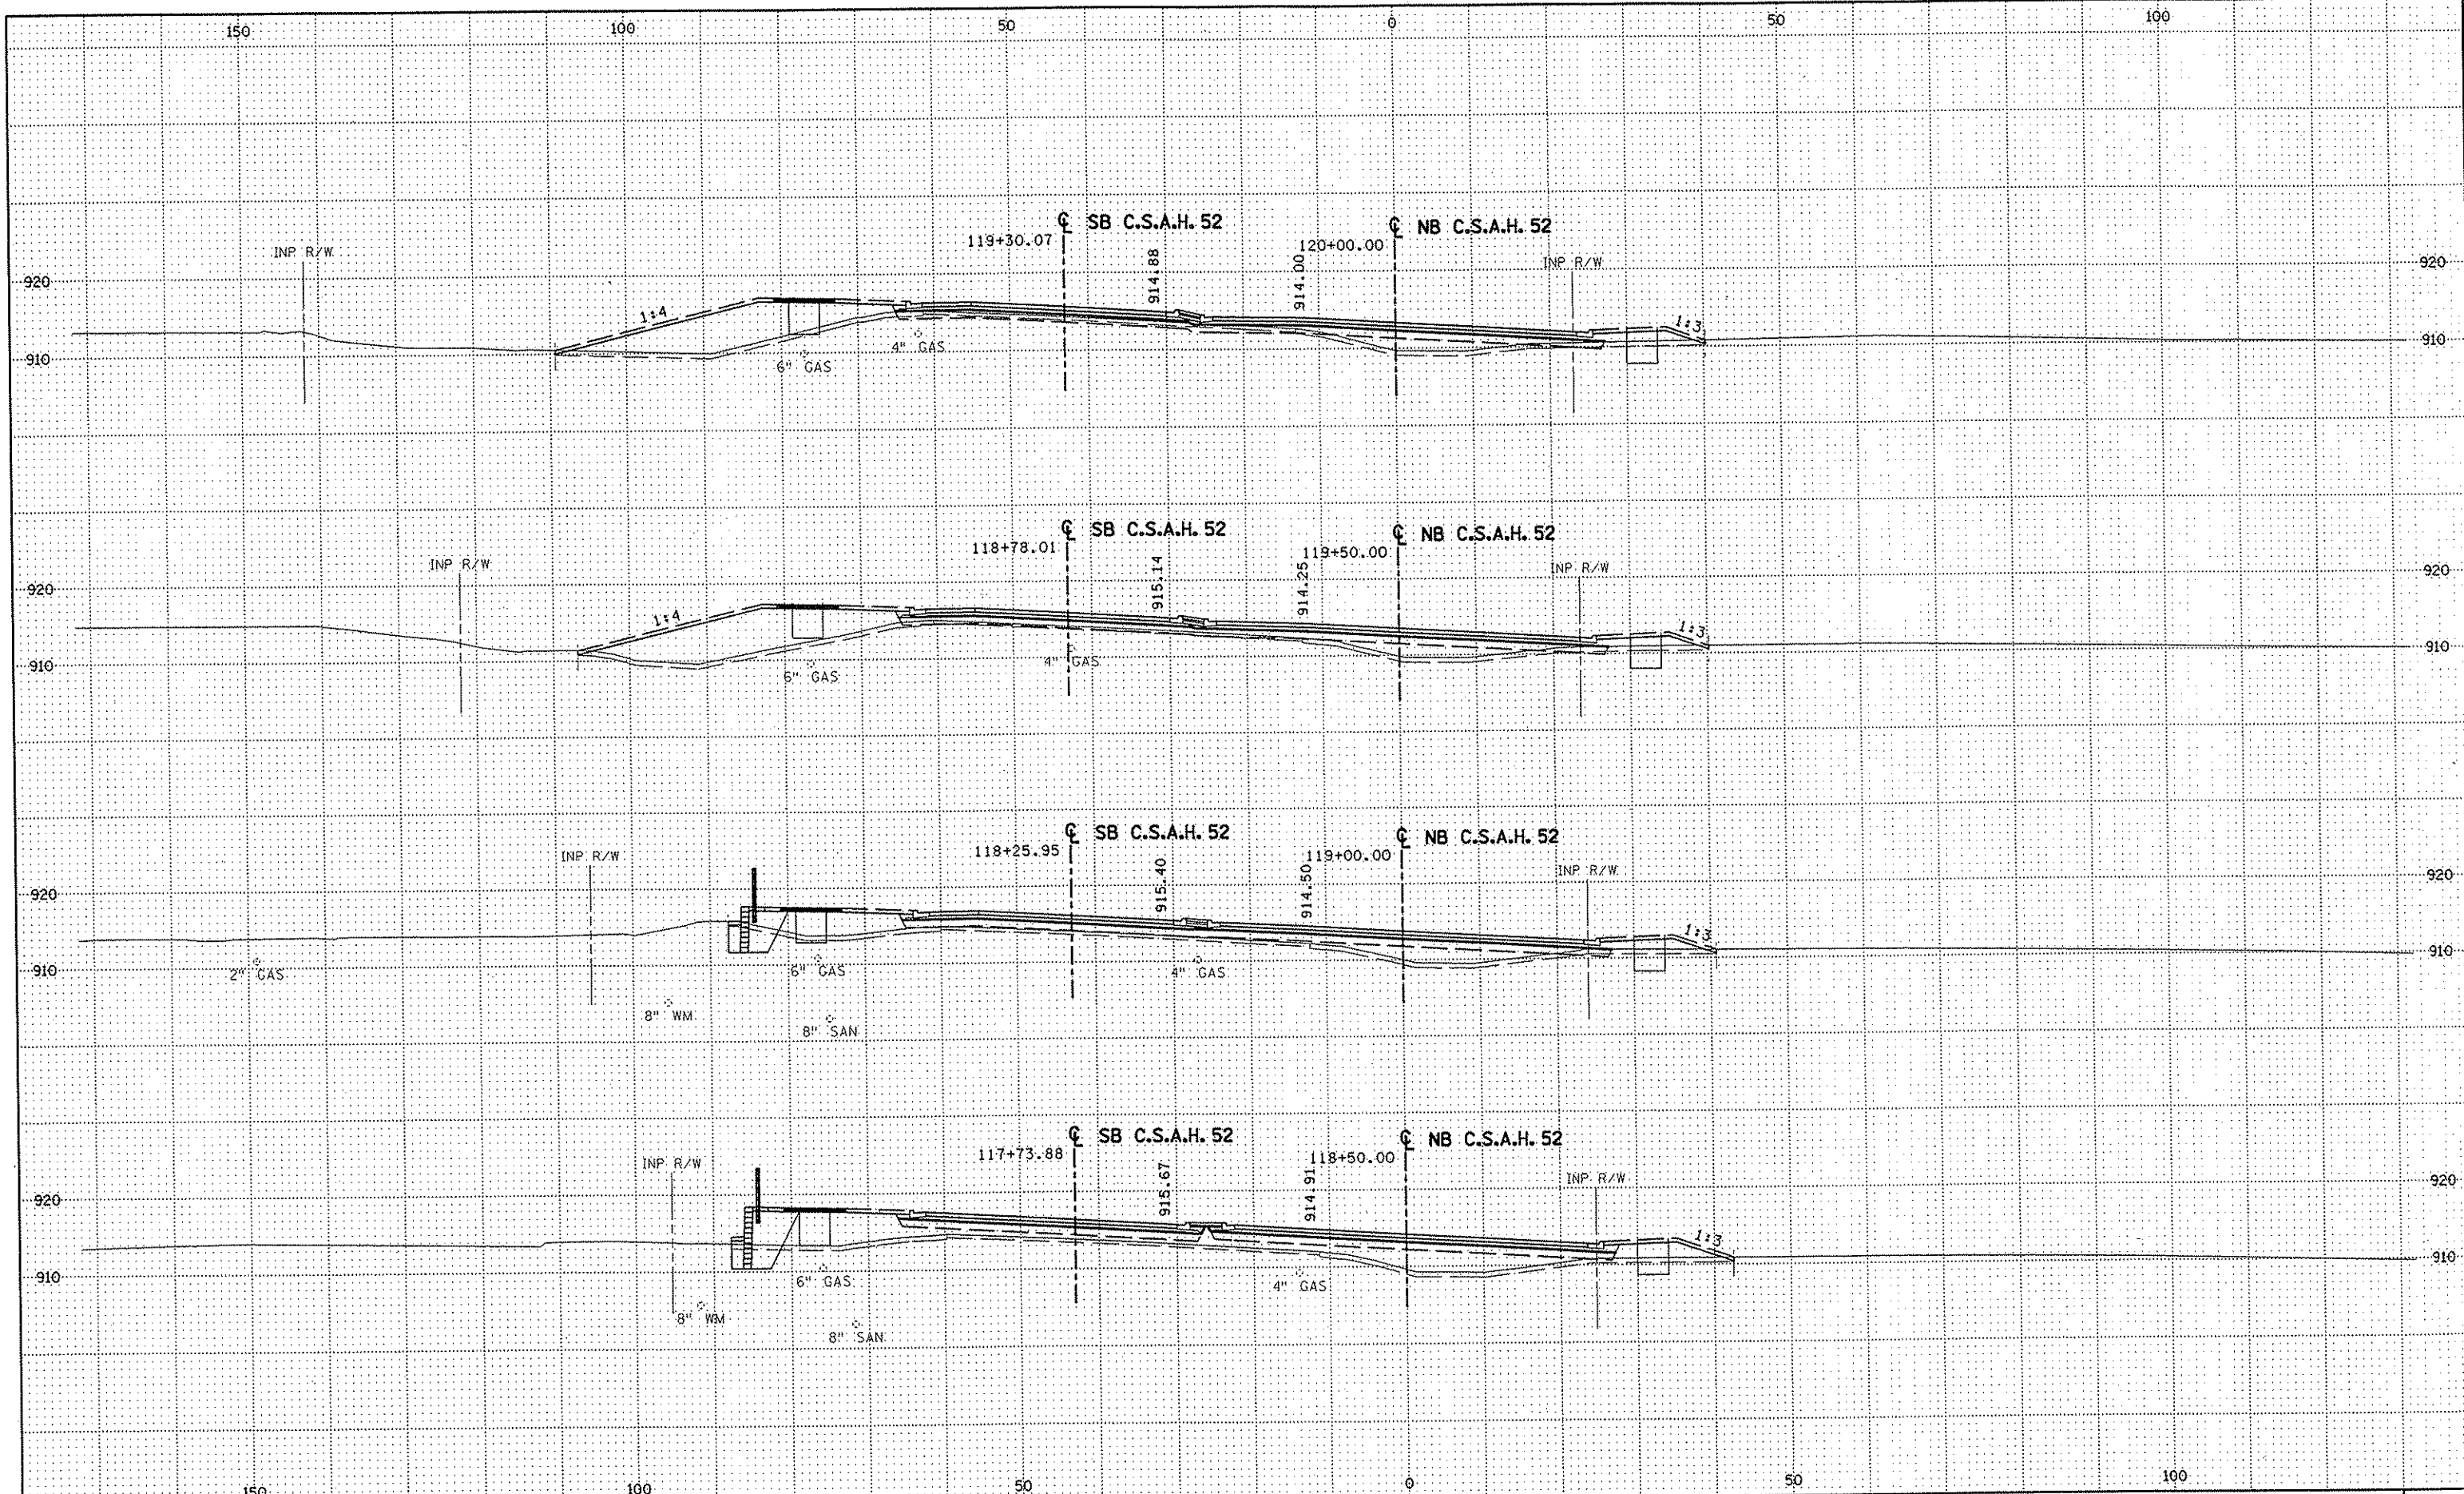 150 100 50 0 50 100
℄ SB C.S.A.H. 52 ℄ NB C.S.A.H. 52
119+30.07 914.88 914.00 120+00.00
INP R/W INP R/W
920 920
1:4 1:3
910 4" GAS 910
6" GAS
℄ SB C.S.A.H. 52 ℄ NB C.S.A.H. 52
118+78.01 915.14 914.25 119+50.00
INP R/W INP R/W
920 920
1:4 1:3
910 4" GAS 910
6" GAS
℄ SB C.S.A.H. 52 ℄ NB C.S.A.H. 52
118+25.95 915.40 914.50 119+00.00
INP R/W INP R/W
920 920
1:3
910 910
2" GAS 6" GAS 4" GAS
8" WM 8" SAN
℄ SB C.S.A.H. 52 ℄ NB C.S.A.H. 52
117+73.88 915.67 914.91 118+50.00
INP R/W INP R/W
920 920
1:3
910 910
6" GAS 4" GAS
8" WM 8" SAN
150 100 50 0 50 100